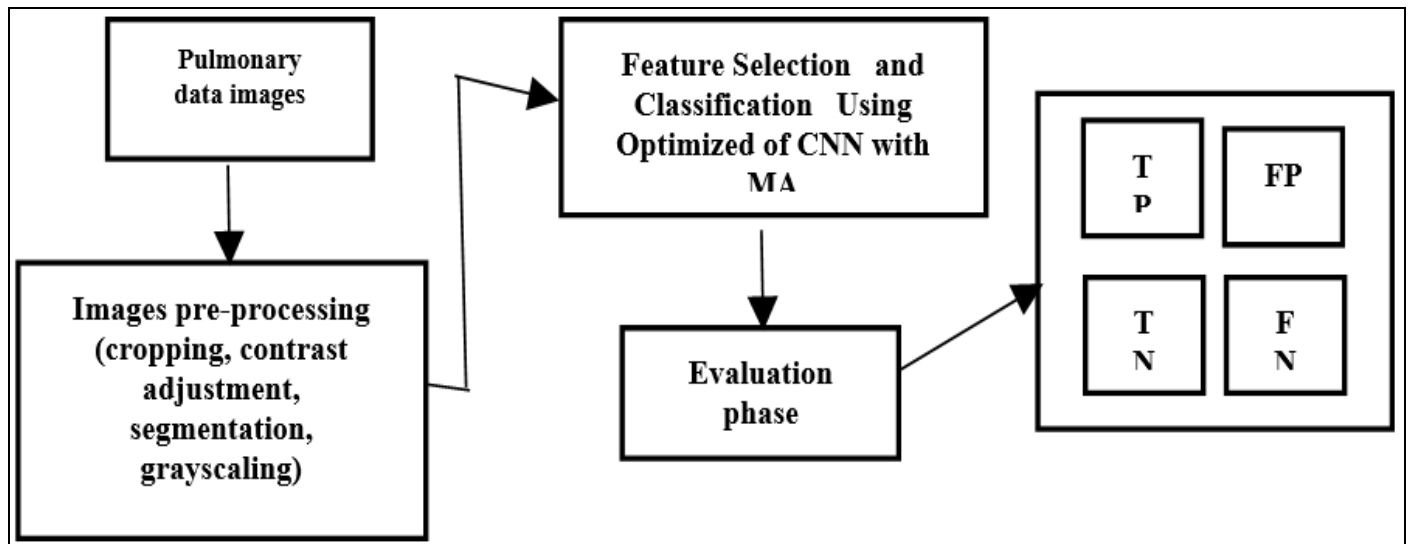 Pulmonary
data images
Images pre-processing
(cropping, contrast
adjustment,
segmentation,
grayscaling)
Feature Selection and
Classification Using
Optimized of CNN with
MA
Evaluation
phase
T
P
FP
T
N
F
N